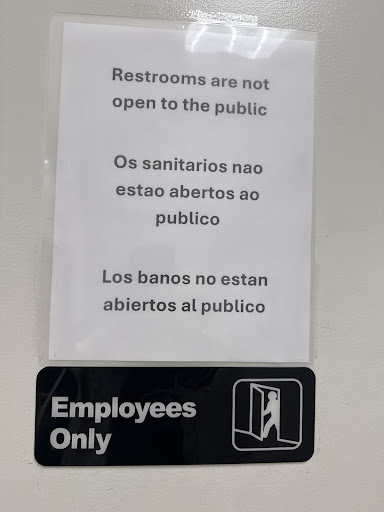 Restrooms are not
open to the public
Os sanitarios nao
estao abertos ao
publico
Los banos no estan
abiertos al publico
Employees
Only